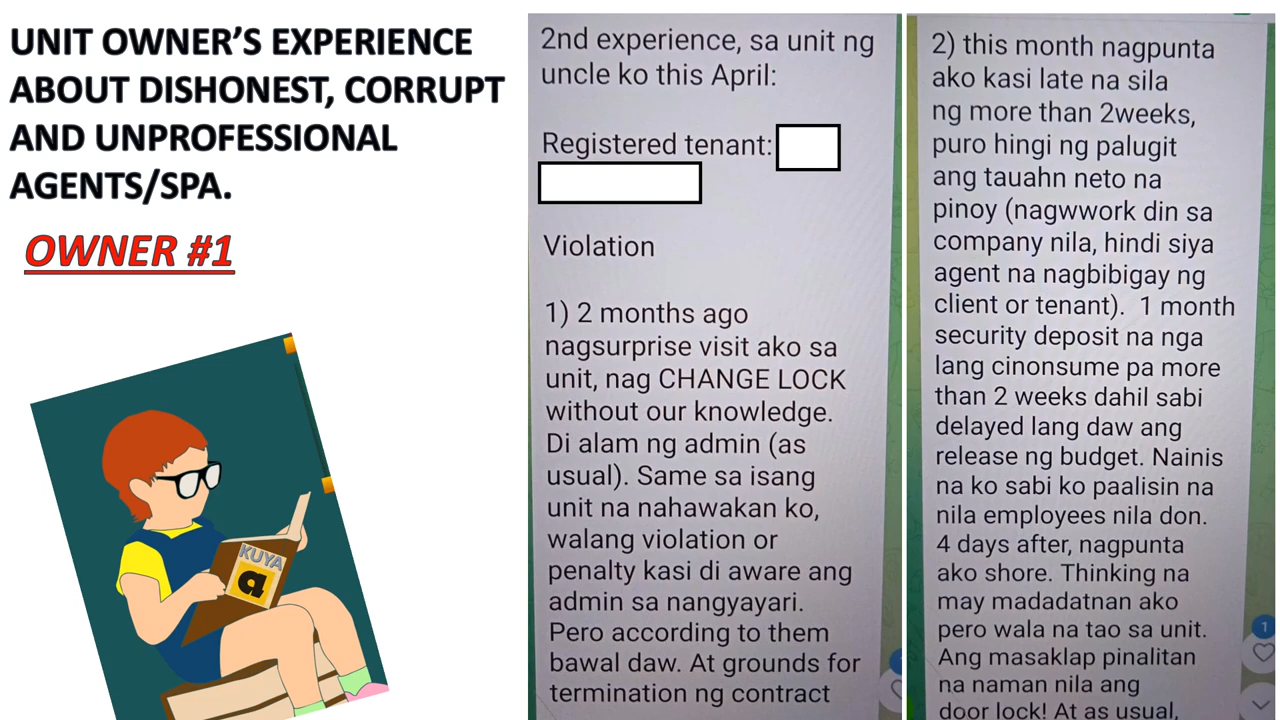 UNIT OWNER'S EXPERIENCE
ABOUT DISHONEST, CORRUPT
AND UNPROFESSIONAL
AGENTS/SPA.
OWNER #1
KUYA
a
2nd experience, sa unit ng
uncle ko this April:
Registered tenant:
Violation
1) 2 months ago
nagsurprise visit ako sa
unit, nag CHANGE LOCK
without our knowledge.
Di alam ng admin (as
usual). Same sa isang
unit na nahawakan ko,
walang violation or
penalty kasi di aware ang
admin sa nangyayari.
Pero according to them
bawal daw. At grounds for
termination ng contract
2) this month nagpunta
ako kasi late na sila
ng more than 2weeks,
puro hingi ng palugit
ang tauahn neto na
pinoy (nagwwork din sa
company nila, hindi siya
agent na nagbibigay ng
client or tenant). 1 month
security deposit na nga
lang cinonsume pa more
than 2 weeks dahil sabi
delayed lang daw ang
release ng budget. Nainis
na ko sabi ko paalisin na
nila employees nila don.
4 days after, nagpunta
ako shore. Thinking na
may madadatnan ako
pero wala na tao sa unit.
Ang masaklap pinalitan
na naman nila ang
door lock! At as usual,
1